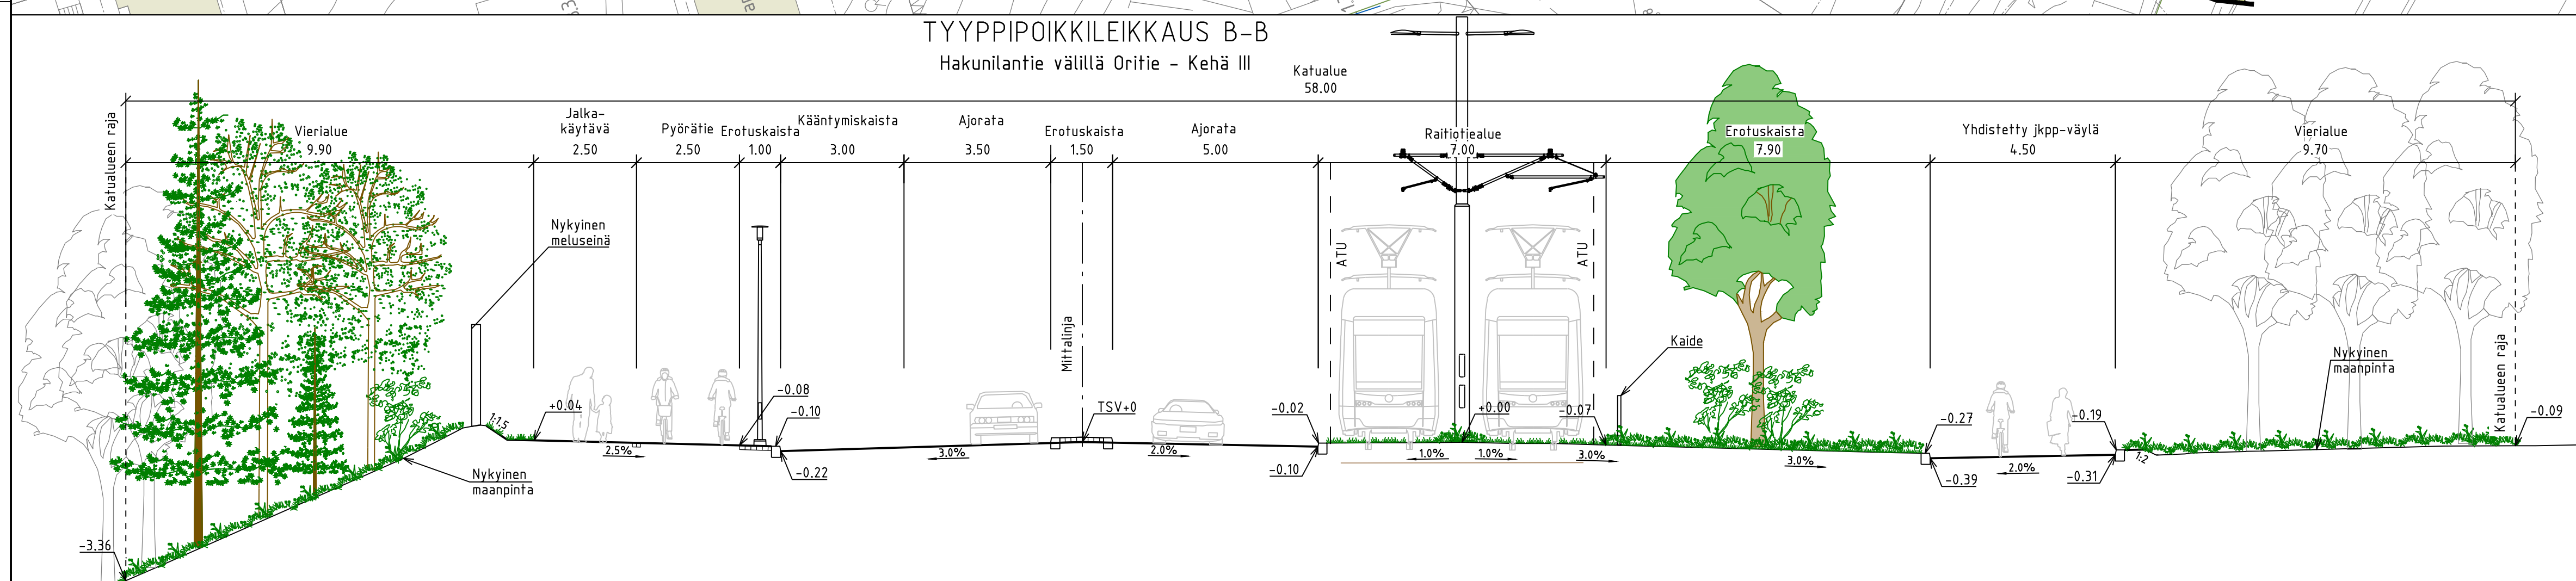 TYYPPIPOIKKILEIKKAUS B-B
Hakunilantie välillä Oritie - Kehä III
Katualue
58.00
Katualueen raja
Vierialue
9.90
Jalka-
käytävä
2.50
Pyörätie
2.50
Erotuskaista
1.00
Kääntymiskaista
3.00
Ajorata
3.50
Erotuskaista
1.50
Ajorata
5.00
Raitiotiealue
7.00
Erotuskaista
7.90
Yhdistetty jkpp-väylä
4.50
Vierialue
9.70
Nykyinen
meluseinä
ATU
ATU
Mittalinja
Kaide
Nykyinen
maanpinta
Katualueen raja
1:1.5
+0.04
-0.08
-0.10
TSV+0
-0.02
+0.00
-0.07
-0.27
-0.19
-0.09
2.5%
3.0%
2.0%
1.0%
1.0%
3.0%
3.0%
2.0%
1:2
-0.22
-0.10
-0.39
-0.31
Nykyinen
maanpinta
-3.36